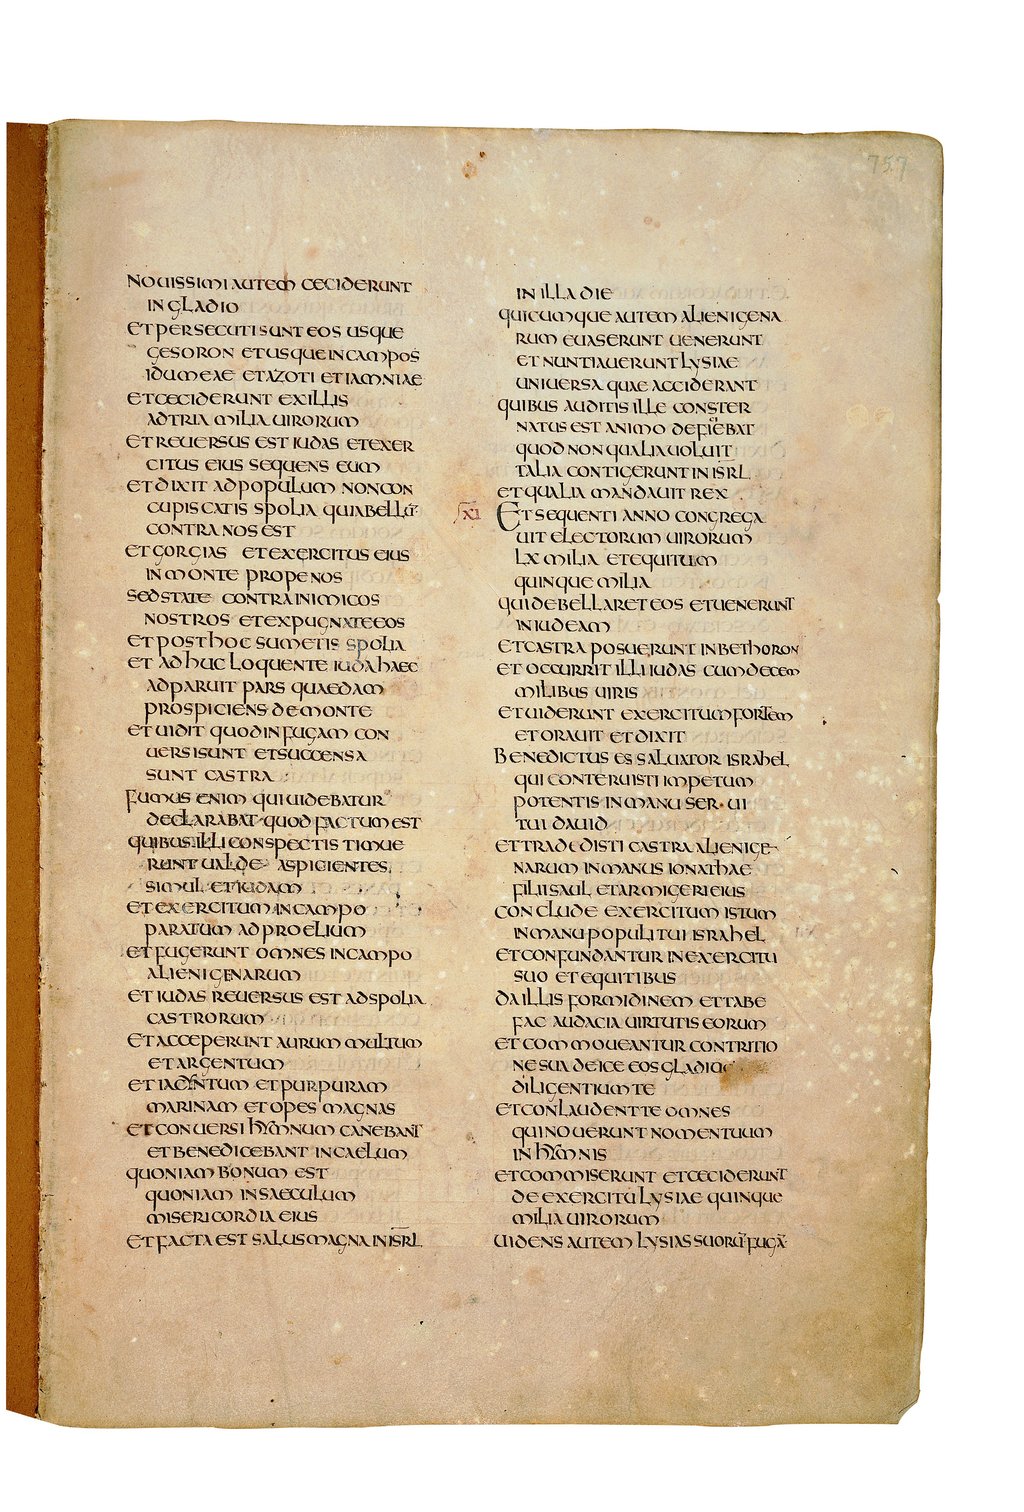 757
NOUISSIMI AUTEM CECIDERUNT
IN GLADIO
ET PERSECUTI SUNT EOS USQUE
GESORON ET USQUE IN CAMPOS
IDUMEAE ET AZOTI ET IAMNIAE
ET CECIDERUNT EX ILLIS
AD TRIA MILIA UIRORUM
ET REUERSUS EST IUDAS ET EXER
CITUS EIUS SEQUENS EUM
ET DIXIT AD POPULUM NON CON
CUPISCATIS SPOLIA QUIA BELLŪ
CONTRA NOS EST
ET GORGIAS ET EXERCITUS EIUS
IN MONTE PROPE NOS
SED STATE CONTRA INIMICOS
NOSTROS ET EXPUGNATE EOS
ET POST HOC SUMETIS SPOLIA
ET ADHUC LOQUENTE IUDA HAEC
ADPARUIT PARS QUAEDAM
PROSPICIENS DE MONTE
ET UIDIT QUOD IN FUGAM CON
UERSI SUNT ET SUCCENSA
SUNT CASTRA
FUMUS ENIM QUI UIDEBATUR
DECLARABAT QUOD FACTUM EST
QUIBUS ILLI CONSPECTIS TIMUE
RUNT UALDE ASPICIENTES
SIMUL ET IUDAM
ET EXERCITUM IN CAMPO
PARATUM AD PROELIUM
ET FUGERUNT OMNES IN CAMPO
ALIENIGENARUM
ET IUDAS REUERSUS EST AD SPOLIA
CASTRORUM
ET ACCEPERUNT AURUM MULTUM
ET ARGENTUM
ET IACINTUM ET PURPURAM
MARINAM ET OPES MAGNAS
ET CONUERSI HYMNUM CANEBANT
ET BENEDICEBANT IN CAELUM
QUONIAM BONUM EST
QUONIAM IN SAECULUM
MISERICORDIA EIUS
ET FACTA EST SALUS MAGNA IN ISRL
IN ILLA DIE
QUICUMQUE AUTEM ALIENIGENA
RUM EUASERUNT UENERUNT
ET NUNTIAUERUNT LYSIAE
UNIUERSA QUAE ACCIDERANT
QUIBUS AUDITIS ILLE CONSTER
NATUS EST ANIMO DEFICIEBAT
QUOD NON QUALIA UOLUIT
TALIA CONTIGERUNT IN ISRL
ET QUALIA MANDAUIT REX
XI ET SEQUENTI ANNO CONGREGA
UIT ELECTORUM UIRORUM
LX MILIA ET EQUITUM
QUINQUE MILIA
QUI DEBELLARET EOS ET UENERUNT
IN IUDEAM
ET CASTRA POSUERUNT IN BETHORON
ET OCCURRIT ILLI IUDAS CUM DECEM
MILIBUS UIRIS
ET UIDERUNT EXERCITUM FORTEM
ET ORAUIT ET DIXIT
BENEDICTUS ES SALUATOR ISRAHEL
QUI CONTERUISTI IMPETUM
POTENTIS IN MANU SER UI
TUI DAUID
ET TRADEDISTI CASTRA ALIENIGE
NARUM IN MANUS IONATHAE
FILII SAUL ET ARMIGERI EIUS
CONCLUDE EXERCITUM ISTUM
IN MANU POPULI TUI ISRAHEL
ET CONFUNDANTUR IN EXERCITU
SUO ET EQUITIBUS
DA ILLIS FORMIDINEM ET TABE
FAC AUDACIA UIRTUTIS EORUM
ET COMMOUEANTUR CONTRITIO
NE SUA DEICE EOS GLADIO
DILIGENTIUM TE
ET CONLAUDENT TE OMNES
QUI NOUERUNT NOMEN TUUM
IN HYMNIS
ET COMMISERUNT ET CECIDERUNT
DE EXERCITU LYSIAE QUINQUE
MILIA UIRORUM
UIDENS AUTEM LYSIAS SUORŪ FUGĀ